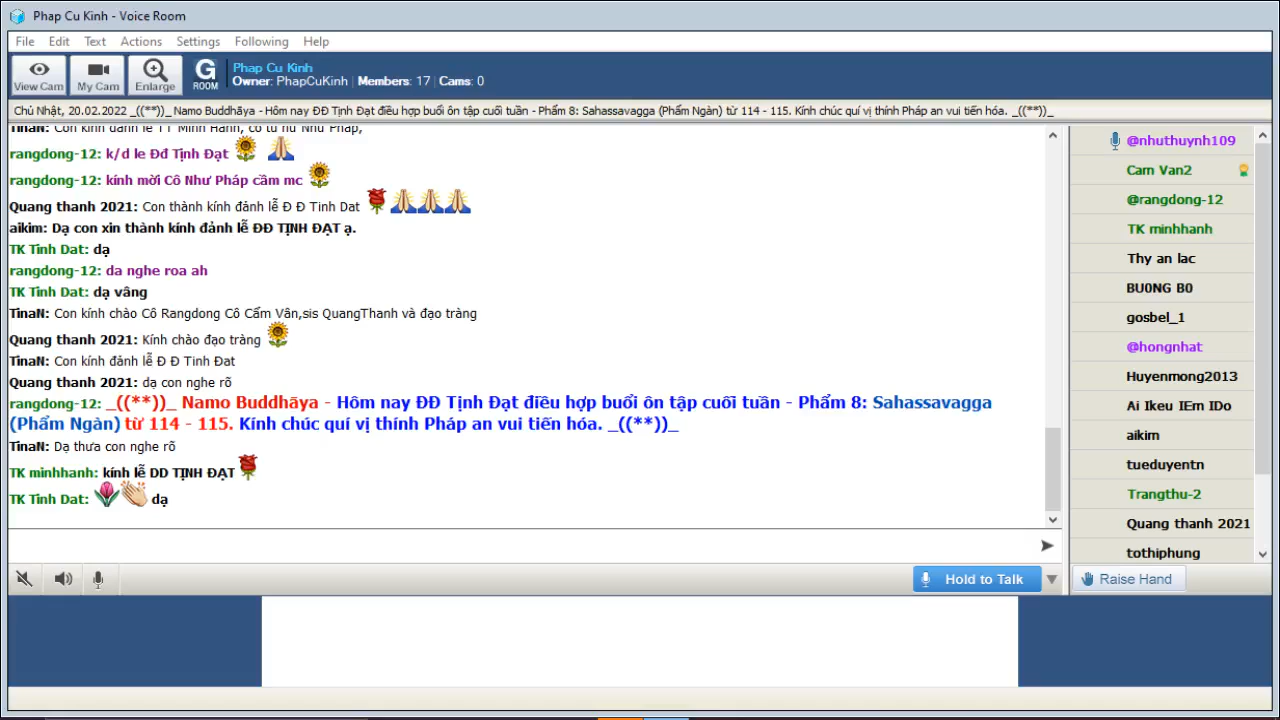 Phap Cu Kinh - Voice Room
File Edit Text Actions Settings Following Help
View Cam My Cam Enlarge G ROOM
Phap Cu Kinh
Owner: PhapCuKinh | Members: 17 | Cams: 0
Chủ Nhật, 20.02.2022 _((**))_ Namo Buddhāya - Hôm nay ĐĐ Tịnh Đạt điều hợp buổi ôn tập cuối tuần - Phẩm 8: Sahassavagga (Phẩm Ngàn) từ 114 - 115. Kính chúc quí vị thính Pháp an vui tiến hóa. _((**))_
rangdong-12: k/d le Đđ Tịnh Đạt
rangdong-12: kính mời Cô Như Pháp cầm mc
Quang thanh 2021: Con thành kính đảnh lễ Đ Đ Tinh Dat
aikim: Dạ con xin thành kính đảnh lễ ĐĐ TỊNH ĐẠT ạ.
TK Tinh Dat: dạ
rangdong-12: da nghe roa ah
TK Tinh Dat: dạ vâng
TinaN: Con kính chào Cô Rangdong Cô Cẩm Vân,sis QuangThanh và đạo tràng
Quang thanh 2021: Kính chào đạo tràng
TinaN: Con kính đảnh lễ Đ Đ Tinh Đat
Quang thanh 2021: dạ con nghe rõ
rangdong-12: _((**))_ Namo Buddhāya - Hôm nay ĐĐ Tịnh Đạt điều hợp buổi ôn tập cuối tuần - Phẩm 8: Sahassavagga
(Phẩm Ngàn) từ 114 - 115. Kính chúc quí vị thính Pháp an vui tiến hóa. _((**))_
TinaN: Dạ thưa con nghe rõ
TK minhhanh: kính lễ DD TỊNH ĐẠT
TK Tinh Dat: dạ
@nhuthuynh109
Cam Van2
@rangdong-12
TK minhhanh
Thy an lac
BU0NG B0
gosbel_1
@hongnhat
Huyenmong2013
Ai Ikeu IEm IDo
aikim
tueduyentn
Trangthu-2
Quang thanh 2021
tothiphung
Hold to Talk
Raise Hand